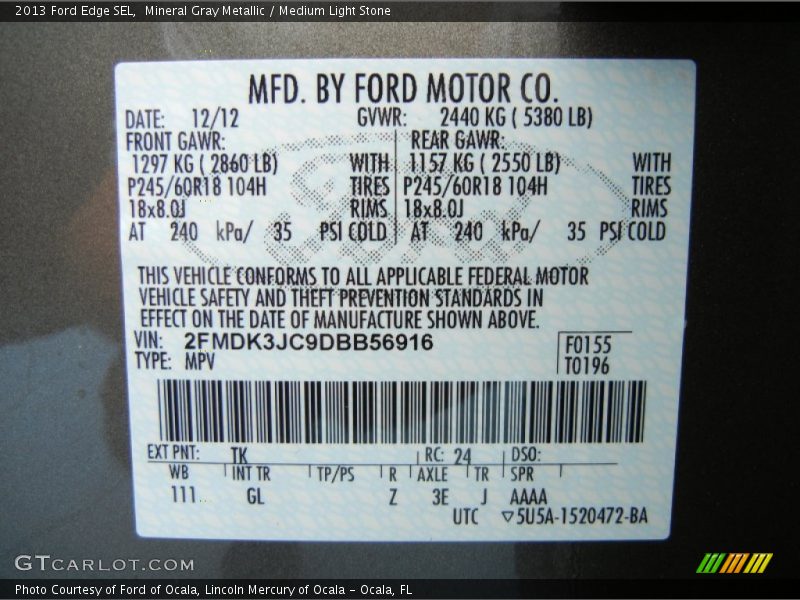 2013 Ford Edge SEL, Mineral Gray Metallic / Medium Light Stone
MFD. BY FORD MOTOR CO.
DATE: 12/12 GVWR: 2440 KG ( 5380 LB)
FRONT GAWR: REAR GAWR:
1297 KG ( 2860 LB) WITH 1157 KG ( 2550 LB) WITH
P245/60R18 104H TIRES P245/60R18 104H TIRES
18x8.0J RIMS 18x8.0J RIMS
AT 240 kPa/ 35 PSI COLD AT 240 kPa/ 35 PSI COLD
THIS VEHICLE CONFORMS TO ALL APPLICABLE FEDERAL MOTOR
VEHICLE SAFETY AND THEFT PREVENTION STANDARDS IN
EFFECT ON THE DATE OF MANUFACTURE SHOWN ABOVE.
VIN: 2FMDK3JC9DBB56916 F0155
TYPE: MPV T0196
EXT PNT: TK RC: 24 DSO:
WB INT TR TP/PS R AXLE TR SPR
111 GL Z 3E J AAAA
UTC ▽5U5A-1520472-BA
GTCARLOT.COM
Photo Courtesy of Ford of Ocala, Lincoln Mercury of Ocala - Ocala, FL